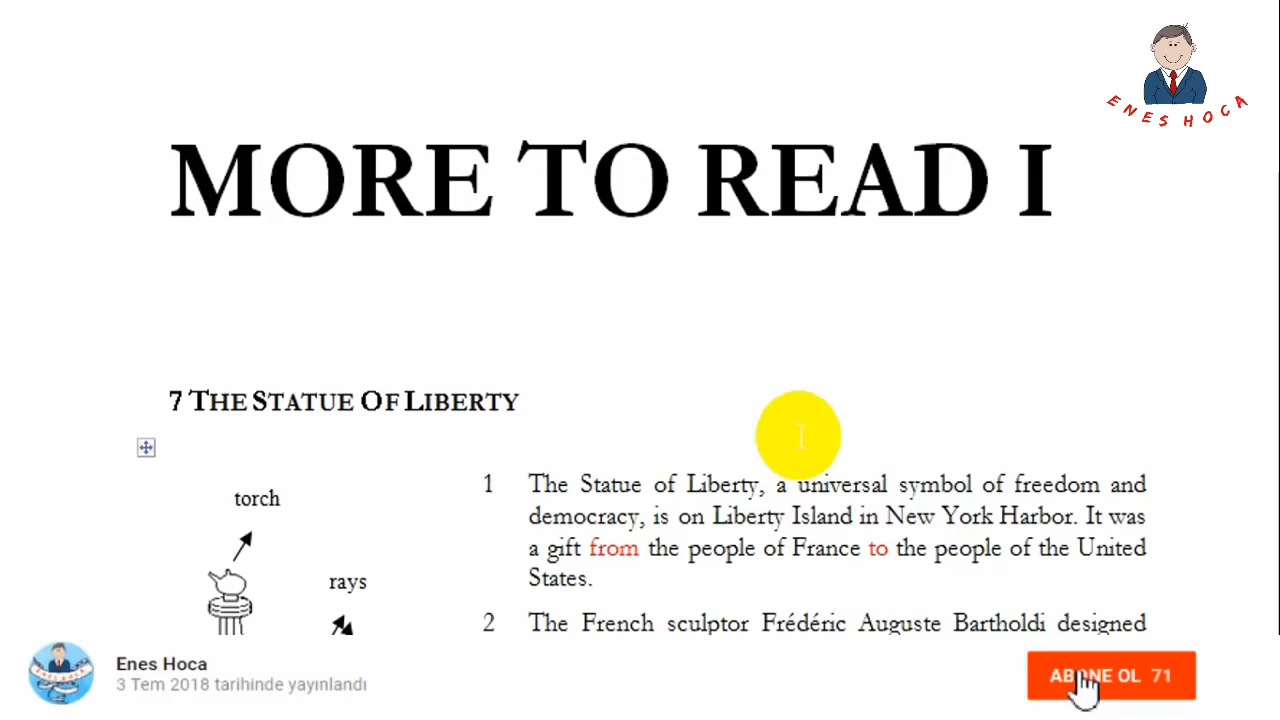 ENES HOCA
MORE TO READ I
7 THE STATUE OF LIBERTY
torch
rays
1 The Statue of Liberty, a universal symbol of freedom and
democracy, is on Liberty Island in New York Harbor. It was
a gift from the people of France to the people of the United
States.
2 The French sculptor Frédéric Auguste Bartholdi designed
Enes Hoca
3 Tem 2018 tarihinde yayınlandı
ABONE OL 71